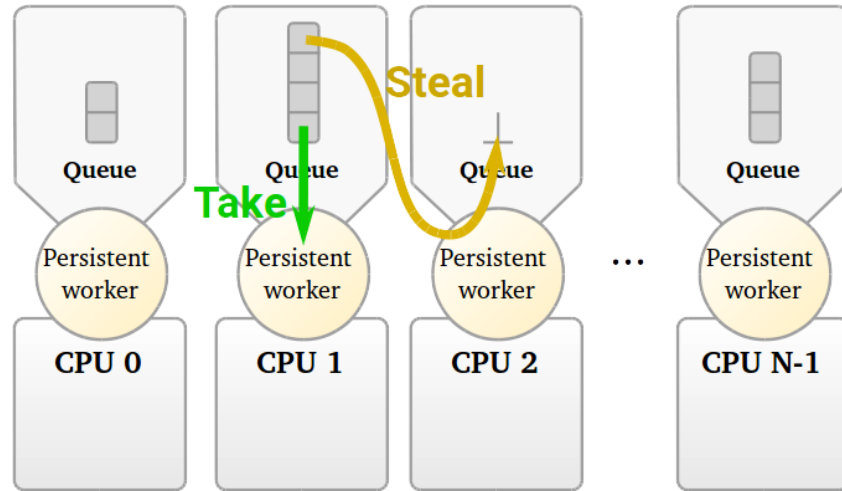 Steal
Queue
Queue
Queue
Queue
Take
Persistent
worker
Persistent
worker
Persistent
worker
...
Persistent
worker
CPU 0
CPU 1
CPU 2
CPU N-1